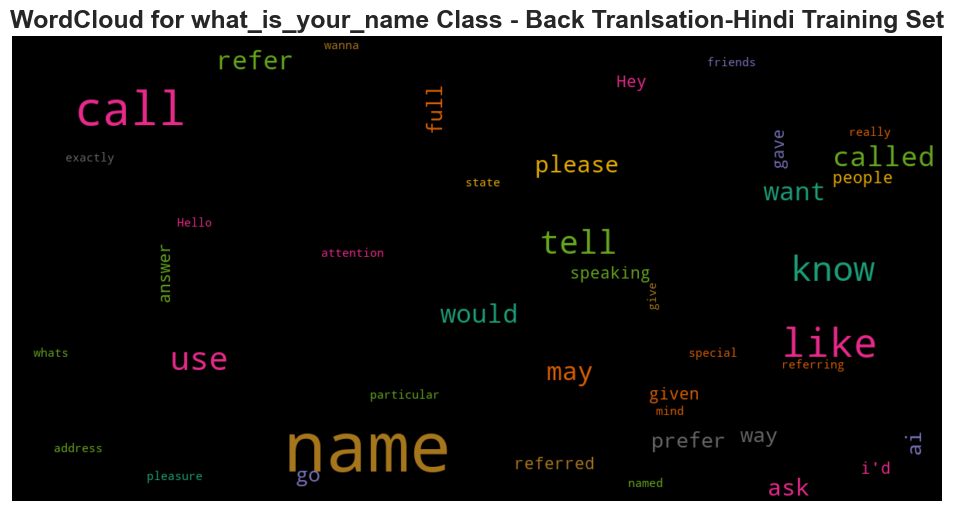 WordCloud for what_is_your_name Class - Back Tranlsation-Hindi Training Set
wanna
refer
friends
Hey
call
full
really
gave
called
exactly
please
people
state
want
Hello
tell
attention
answer
know
speaking
give
would
like
whats
special
use
referring
may
particular
given
mind
name
prefer
way
ai
address
referred
i'd
pleasure
go
named
ask